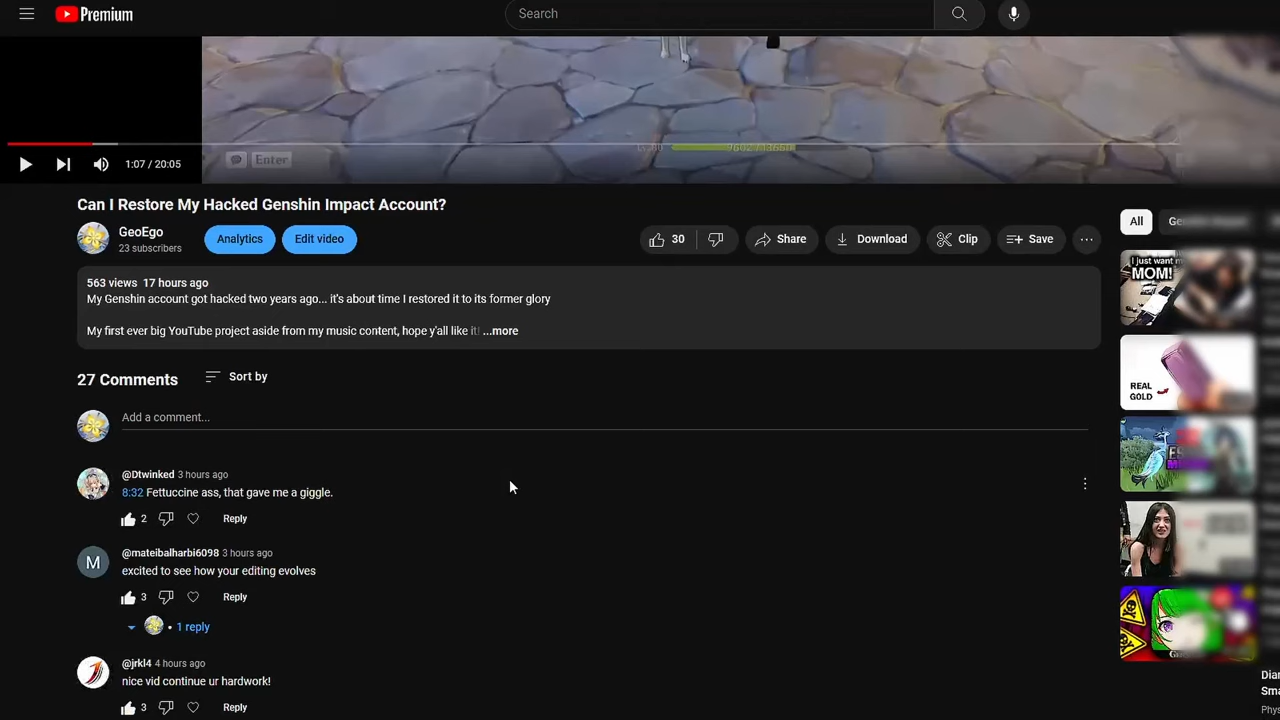 Premium
Search
Enter
9602/13660
1:07 / 20:05
Can I Restore My Hacked Genshin Impact Account?
GeoEgo
23 subscribers
Analytics
Edit video
30
Share
Download
Clip
Save
563 views 17 hours ago
My Genshin account got hacked two years ago... it's about time I restored it to its former glory
My first ever big YouTube project aside from my music content, hope y'all like it! ...more
27 Comments
Sort by
Add a comment...
@Dtwinked 3 hours ago
8:32 Fettuccine ass, that gave me a giggle.
2
Reply
@mateibalharbi6098 3 hours ago
M
excited to see how your editing evolves
3
Reply
• 1 reply
@jrkl4 4 hours ago
nice vid continue ur hardwork!
3
Reply
All
I just want m
MOM!
REAL
GOLD
Dian
Sma
Phys